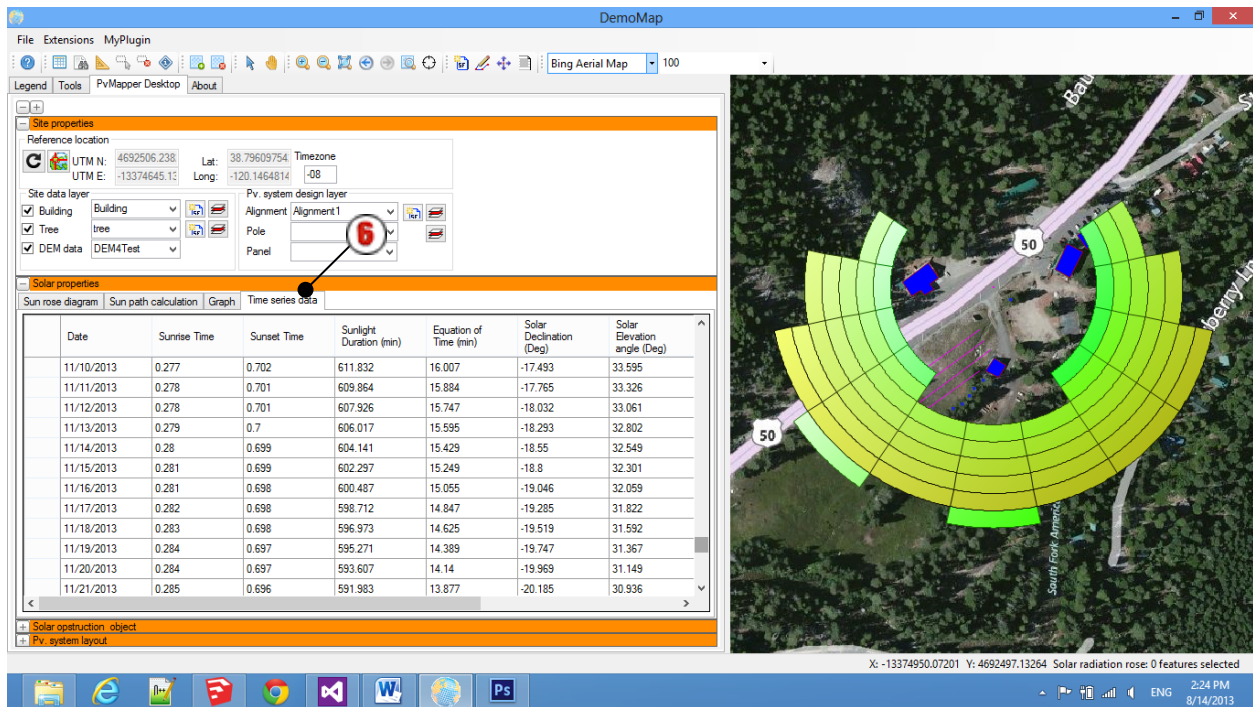 DemoMap
File Extensions MyPlugin
Bing Aerial Map 100
Legend Tools PvMapper Desktop About
Site properties
Reference location
UTM N: 4692506.238. Lat: 38.79609754. Timezone
UTM E: -13374645.13 Long: -120.1464814 -08
Site data layer Pv. system design layer
Building Building Alignment Alignment1
Tree tree Pole
DEM data DEM4Test Panel
6
Solar properties
Sun rose diagram Sun path calculation Graph Time series data
Date Sunrise Time Sunset Time Sunlight Duration (min) Equation of Time (min) Solar Declination (Deg) Solar Elevation angle (Deg)
11/10/2013 0.277 0.702 611.832 16.007 -17.493 33.595
11/11/2013 0.278 0.701 609.864 15.884 -17.765 33.326
11/12/2013 0.278 0.701 607.926 15.747 -18.032 33.061
11/13/2013 0.279 0.7 606.017 15.595 -18.293 32.802
11/14/2013 0.28 0.699 604.141 15.429 -18.55 32.549
11/15/2013 0.281 0.699 602.297 15.249 -18.8 32.301
11/16/2013 0.281 0.698 600.487 15.055 -19.046 32.059
11/17/2013 0.282 0.698 598.712 14.847 -19.285 31.822
11/18/2013 0.283 0.698 596.973 14.625 -19.519 31.592
11/19/2013 0.284 0.697 595.271 14.389 -19.747 31.367
11/20/2013 0.284 0.697 593.607 14.14 -19.969 31.149
11/21/2013 0.285 0.696 591.983 13.877 -20.185 30.936
Solar opstruction object
Pv. system layout
50
50
South Fork Americ
X: -13374950.07201 Y: 4692497.13264 Solar radiation rose: 0 features selected
Ps
ENG 2:24 PM
8/14/2013